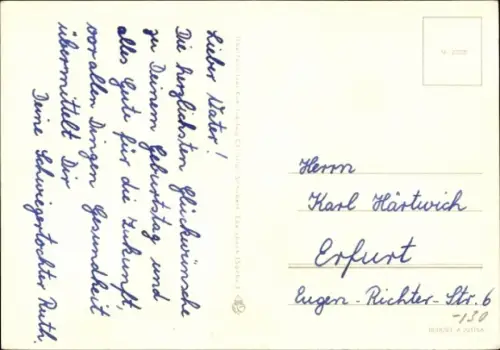 Lieber Vater!
Die herzlichsten Glückwünsche
zu Deinem Geburtstag und
alles Gute für die Zukunft,
vor allen Dingen Gesundheit
übermittelt Dir
Deine Schwiegertochter Ruth.
Herrn
Karl Härtwich
Erfurt
Eugen-Richter-Str. 6
-130